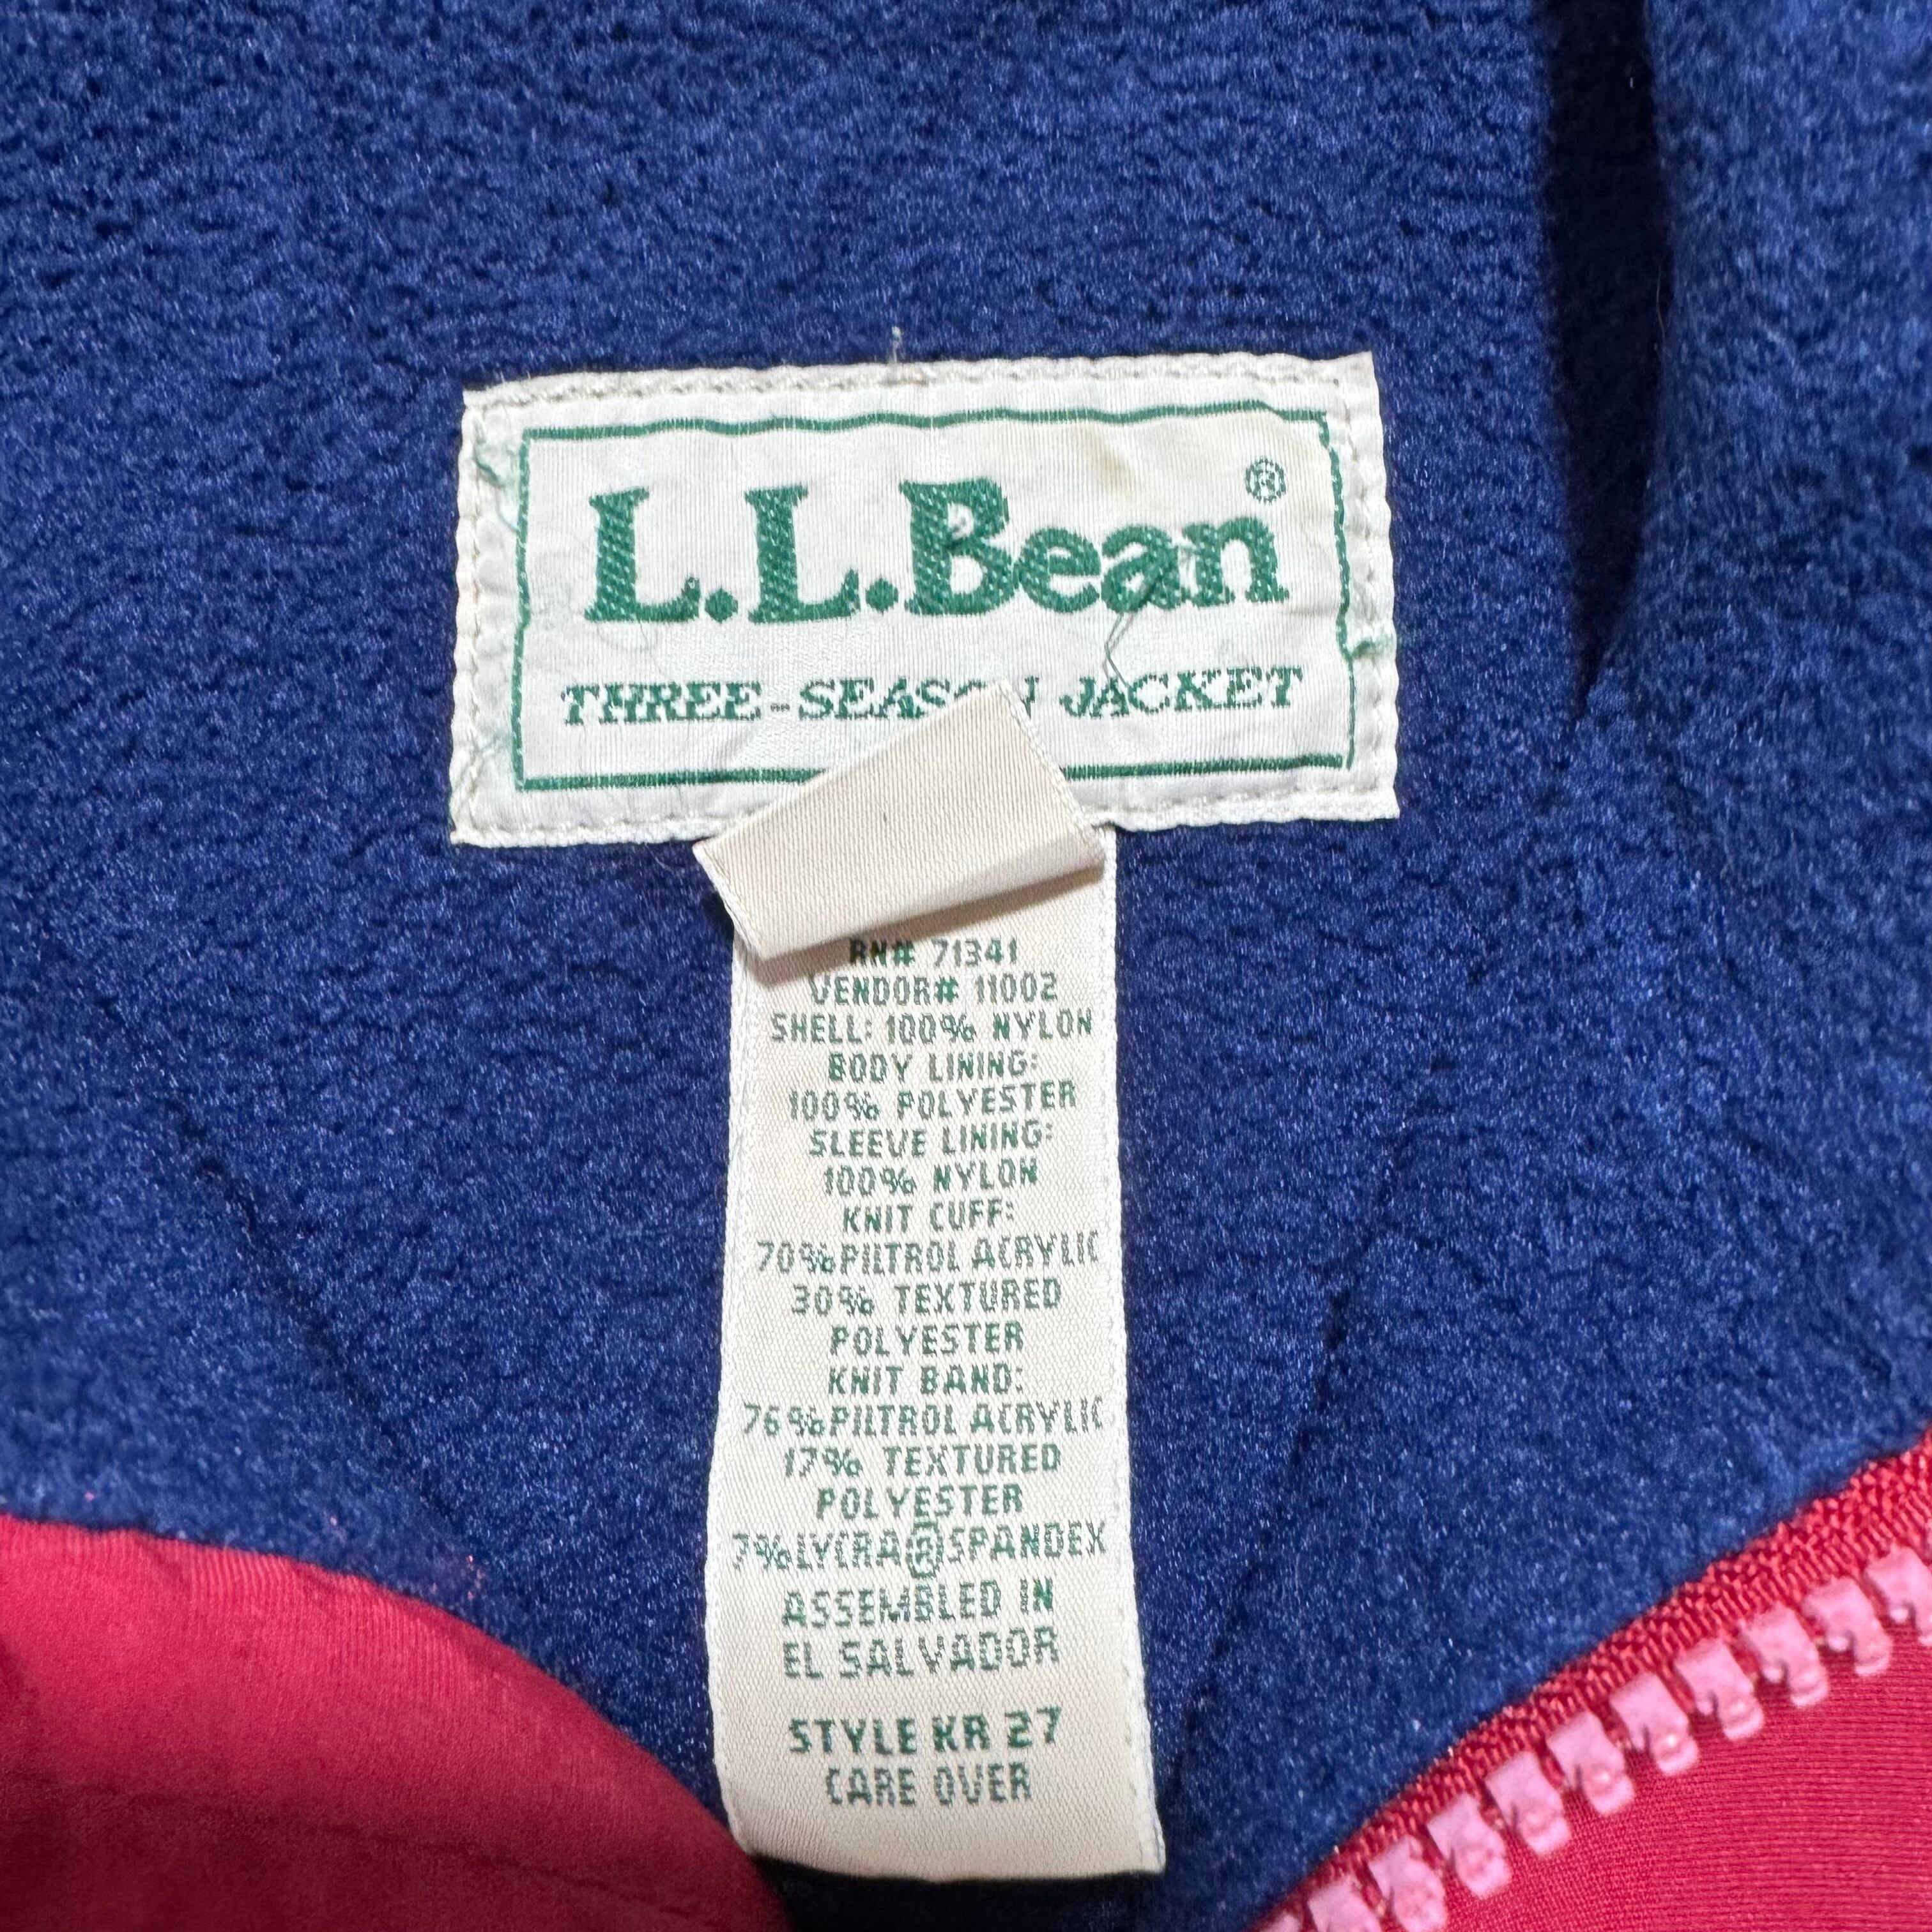 L.L.Bean®
THREE-SEASON JACKET
RN# 71341
VENDOR# 11002
SHELL: 100% NYLON
BODY LINING:
100% POLYESTER
SLEEVE LINING:
100% NYLON
KNIT CUFF:
70% PILTROL ACRYLIC
30% TEXTURED
POLYESTER
KNIT BAND:
76% PILTROL ACRYLIC
17% TEXTURED
POLYESTER
7% LYCRA® SPANDEX
ASSEMBLED IN
EL SALVADOR
STYLE KR 27
CARE OVER